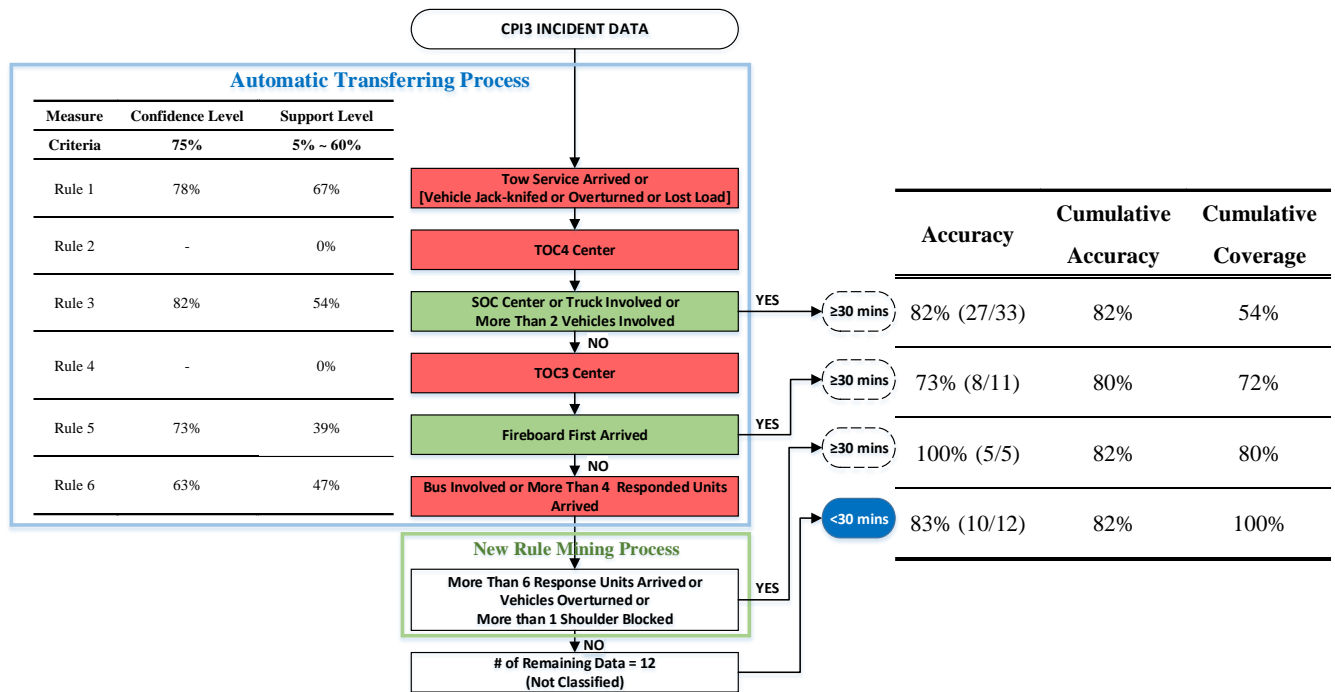 CPI3 INCIDENT DATA
Automatic Transferring Process
Measure Confidence Level Support Level
Criteria 75% 5% ~ 60%
Rule 1 78% 67%
Rule 2 - 0%
Rule 3 82% 54%
Rule 4 - 0%
Rule 5 73% 39%
Rule 6 63% 47%
Tow Service Arrived or
[Vehicle Jack-knifed or Overturned or Lost Load]
TOC4 Center
SOC Center or Truck Involved or
More Than 2 Vehicles Involved
YES
NO
TOC3 Center
Fireboard First Arrived
YES
NO
Bus Involved or More Than 4 Responded Units
Arrived
New Rule Mining Process
More Than 6 Response Units Arrived or
Vehicles Overturned or
More than 1 Shoulder Blocked
YES
NO
# of Remaining Data = 12
(Not Classified)
Accuracy Cumulative Accuracy Cumulative Coverage
≥30 mins 82% (27/33) 82% 54%
≥30 mins 73% (8/11) 80% 72%
≥30 mins 100% (5/5) 82% 80%
<30 mins 83% (10/12) 82% 100%